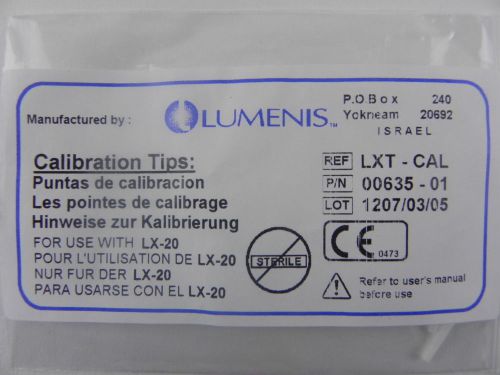 Manufactured by :
LUMENIS™
P.O Box 240
Yokneam 20692
ISRAEL
Calibration Tips:
Puntas de calibracion
Les pointes de calibrage
Hinweise zur Kalibrierung
FOR USE WITH LX-20
POUR L'UTILISATION DE LX-20
NUR FUR DER LX-20
PARA USARSE CON EL LX-20
STERILE
REF LXT - CAL
P/N 00635 - 01
LOT 1207/03/05
CE 0473
Refer to user's manual
before use